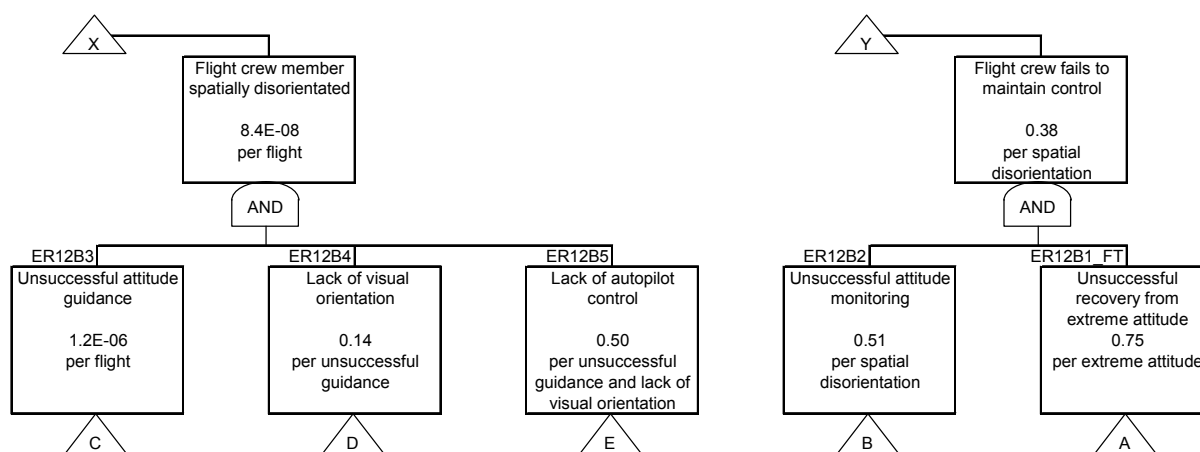 X
Flight crew member
spatially disorientated
8.4E-08
per flight
AND
ER12B3
Unsuccessful attitude
guidance
1.2E-06
per flight
C
ER12B4
Lack of visual
orientation
0.14
per unsuccessful
guidance
D
ER12B5
Lack of autopilot
control
0.50
per unsuccessful
guidance and lack of
visual orientation
E
Y
Flight crew fails to
maintain control
0.38
per spatial
disorientation
AND
ER12B2
Unsuccessful attitude
monitoring
0.51
per spatial
disorientation
B
ER12B1_FT
Unsuccessful
recovery from
extreme attitude
0.75
per extreme attitude
A